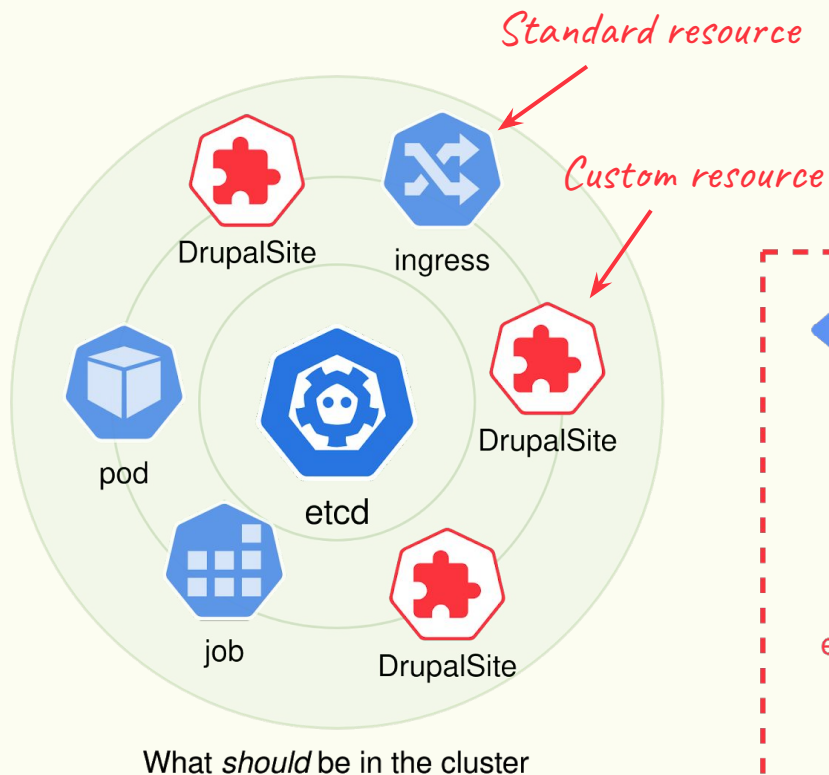 Standard resource
Custom resource
DrupalSite
ingress
DrupalSite
pod
etcd
job
DrupalSite
What should be in the cluster
e